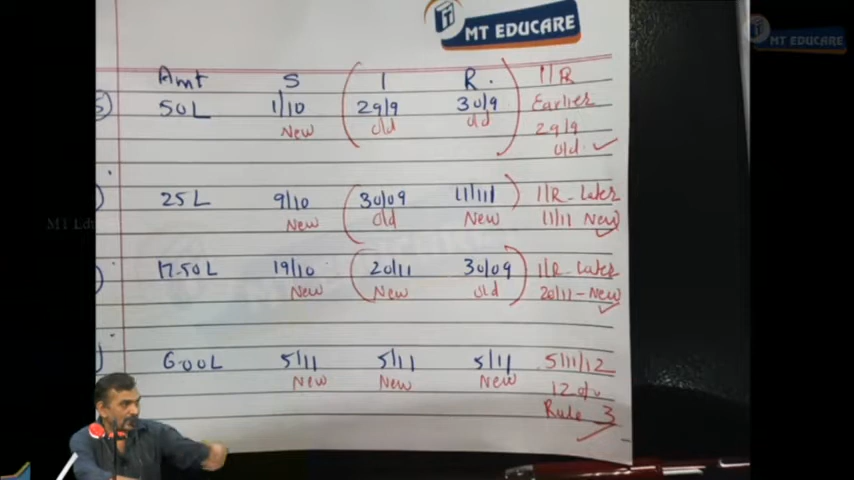 MT EDUCARE
MT EDUCARE
Amt S I R. I/R
50L 1/10 29/9 30/9 Earlier
New old old 29/9
old
25L 9/10 30/09 11/11 I/R - Later
New old New 11/11 New
17.50L 19/10 20/11 30/09 I/R - Later
New New old 20/11 - New
6.00L 5/11 5/11 5/11 5/11/12
New New New 12 of
Rule 3